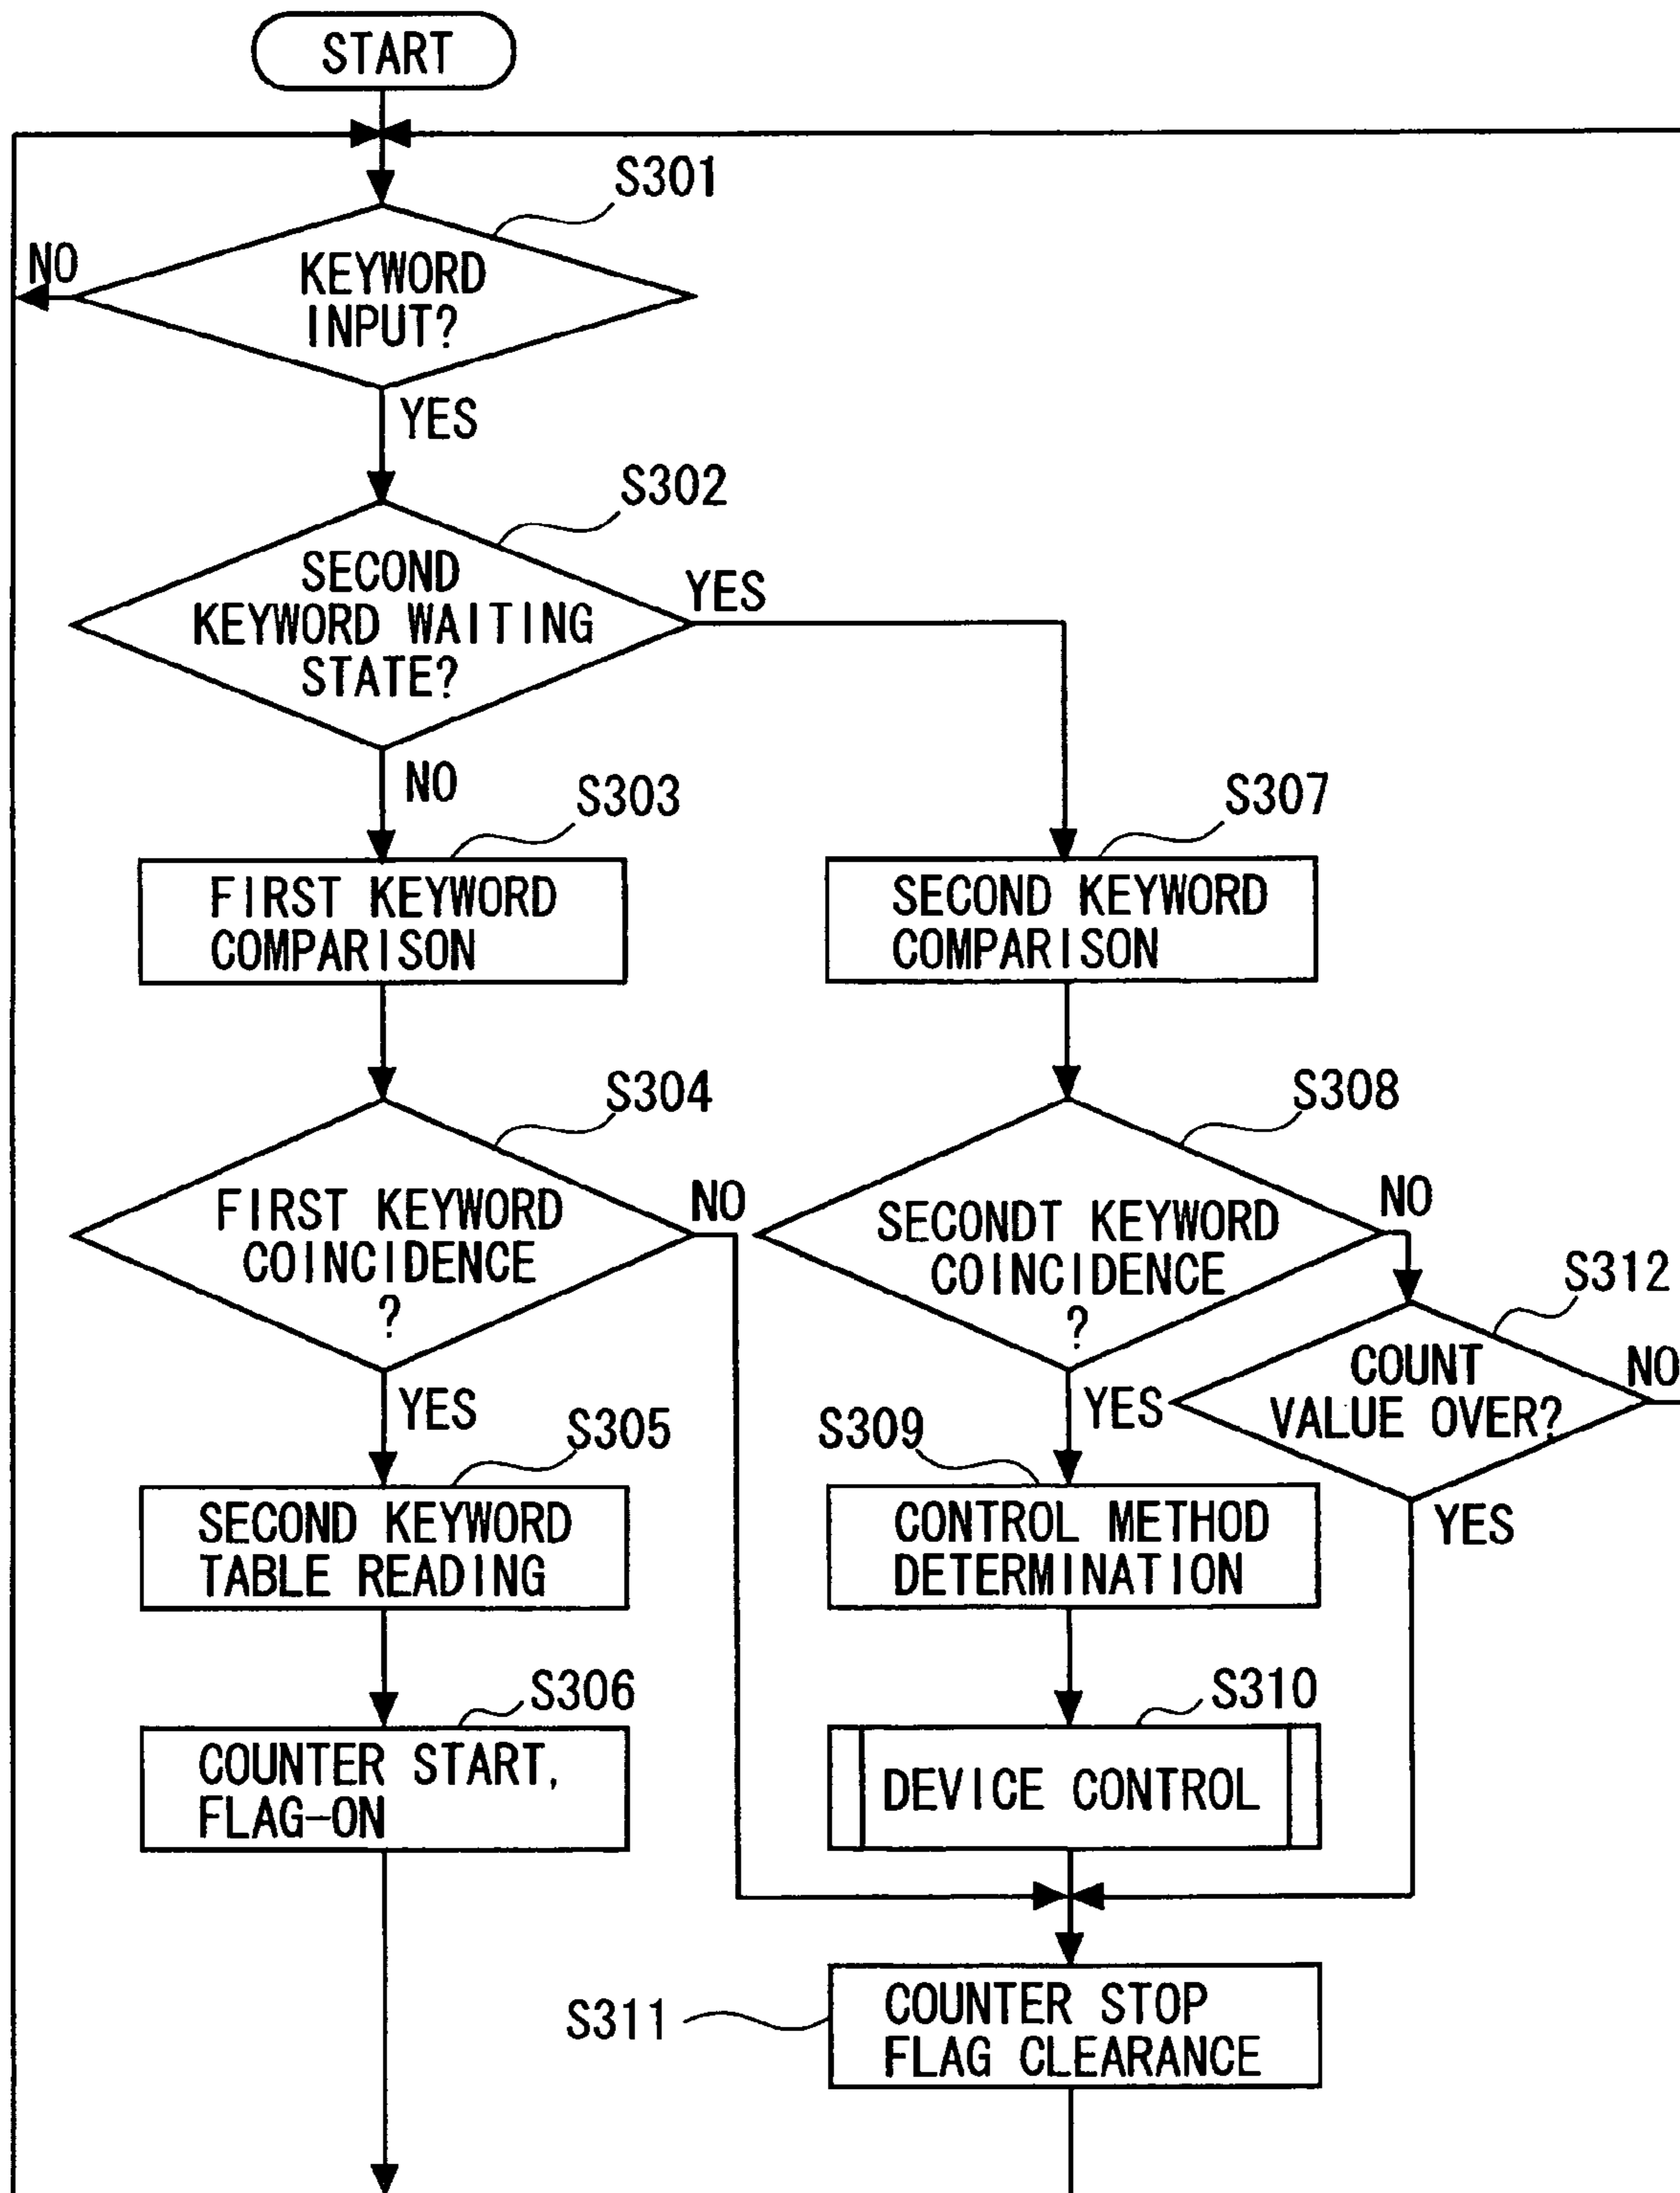 START
S301
NO
KEYWORD
INPUT?
YES
S302
SECOND
KEYWORD WAITING
STATE?
YES
NO
S303
FIRST KEYWORD
COMPARISON
S307
SECOND KEYWORD
COMPARISON
S304
FIRST KEYWORD
COINCIDENCE
?
NO
YES
S308
SECONDT KEYWORD
COINCIDENCE
?
NO
YES
S312
COUNT
VALUE OVER?
NO
YES
S305
SECOND KEYWORD
TABLE READING
S309
CONTROL METHOD
DETERMINATION
S306
COUNTER START,
FLAG-ON
S310
DEVICE CONTROL
S311
COUNTER STOP
FLAG CLEARANCE